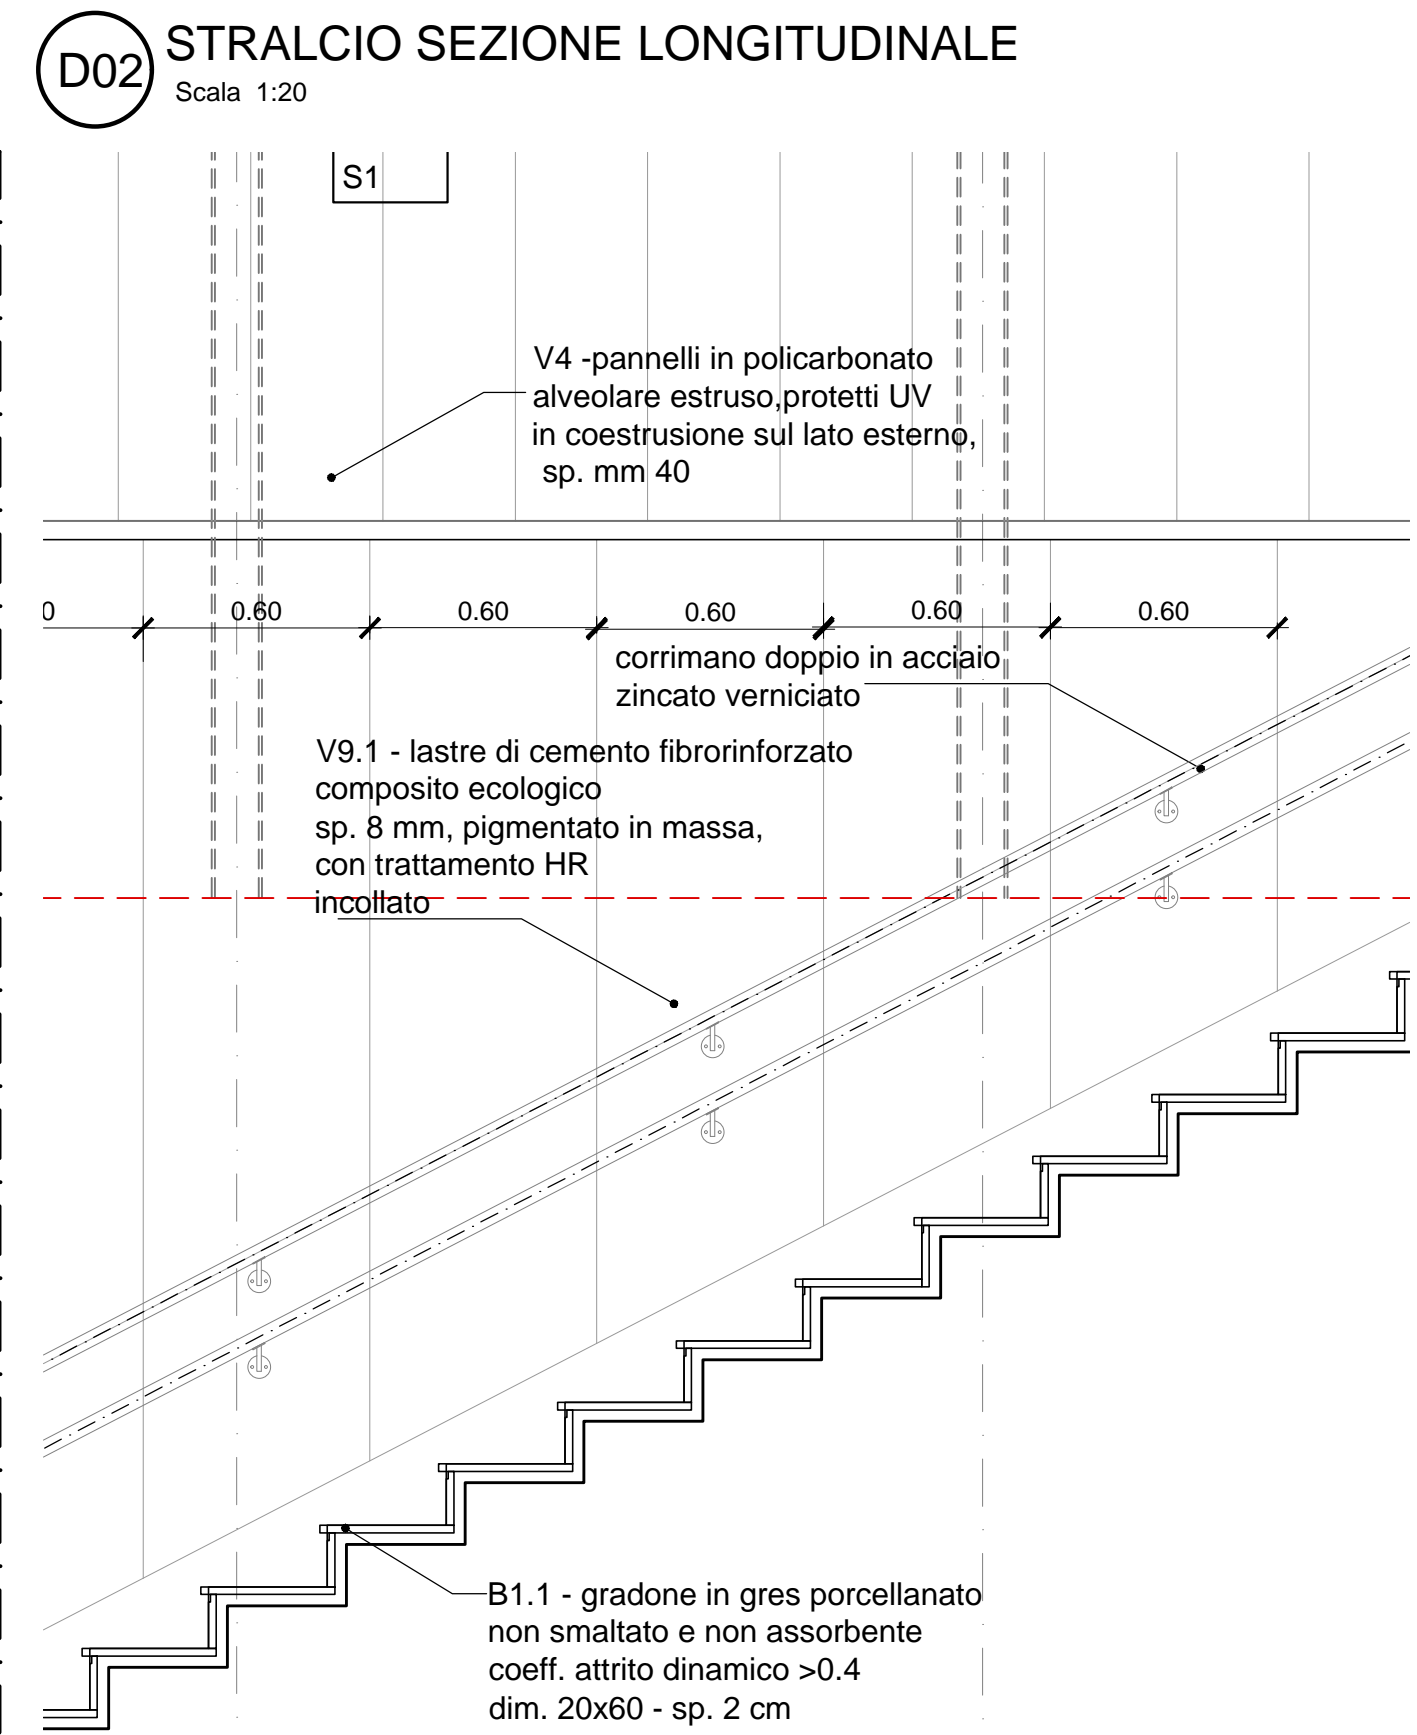 D02
STRALCIO SEZIONE LONGITUDINALE
Scala 1:20
S1
V4 -pannelli in policarbonato
alveolare estruso,protetti UV
in coestrusione sul lato esterno,
sp. mm 40
0 0.60 0.60 0.60 0.60 0.60
corrimano doppio in acciaio
zincato verniciato
V9.1 - lastre di cemento fibrorinforzato
composito ecologico
sp. 8 mm, pigmentato in massa,
con trattamento HR
incollato
B1.1 - gradone in gres porcellanato
non smaltato e non assorbente
coeff. attrito dinamico >0.4
dim. 20x60 - sp. 2 cm